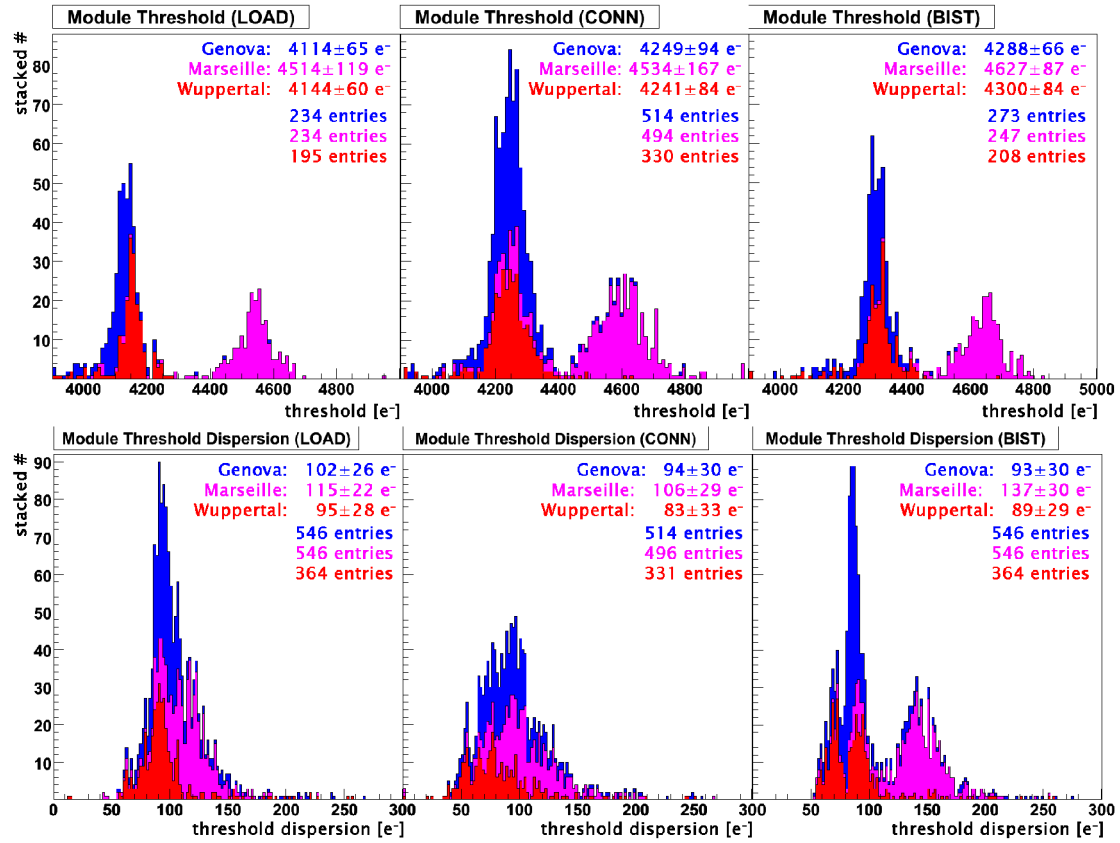 Module Threshold (LOAD)
Module Threshold (CONN)
Module Threshold (BIST)
stacked #
Genova: 4114±65 e⁻
Marseille: 4514±119 e⁻
Wuppertal: 4144±60 e⁻
234 entries
234 entries
195 entries
Genova: 4249±94 e⁻
Marseille: 4534±167 e⁻
Wuppertal: 4241±84 e⁻
514 entries
494 entries
330 entries
Genova: 4288±66 e⁻
Marseille: 4627±87 e⁻
Wuppertal: 4300±84 e⁻
273 entries
247 entries
208 entries
80
70
60
50
40
30
20
10
4000 4200 4400 4600 4800
4000 4200 4400 4600 4800
4000 4200 4400 4600 4800 5000
threshold [e⁻]
threshold [e⁻]
threshold [e⁻]
Module Threshold Dispersion (LOAD)
Module Threshold Dispersion (CONN)
Module Threshold Dispersion (BIST)
stacked #
Genova: 102±26 e⁻
Marseille: 115±22 e⁻
Wuppertal: 95±28 e⁻
546 entries
546 entries
364 entries
Genova: 94±30 e⁻
Marseille: 106±29 e⁻
Wuppertal: 83±33 e⁻
514 entries
496 entries
331 entries
Genova: 93±30 e⁻
Marseille: 137±30 e⁻
Wuppertal: 89±29 e⁻
546 entries
546 entries
364 entries
90
80
70
60
50
40
30
20
10
0 50 100 150 200 250 300
50 100 150 200 250 300
50 100 150 200 250 300
threshold dispersion [e⁻]
threshold dispersion [e⁻]
threshold dispersion [e⁻]